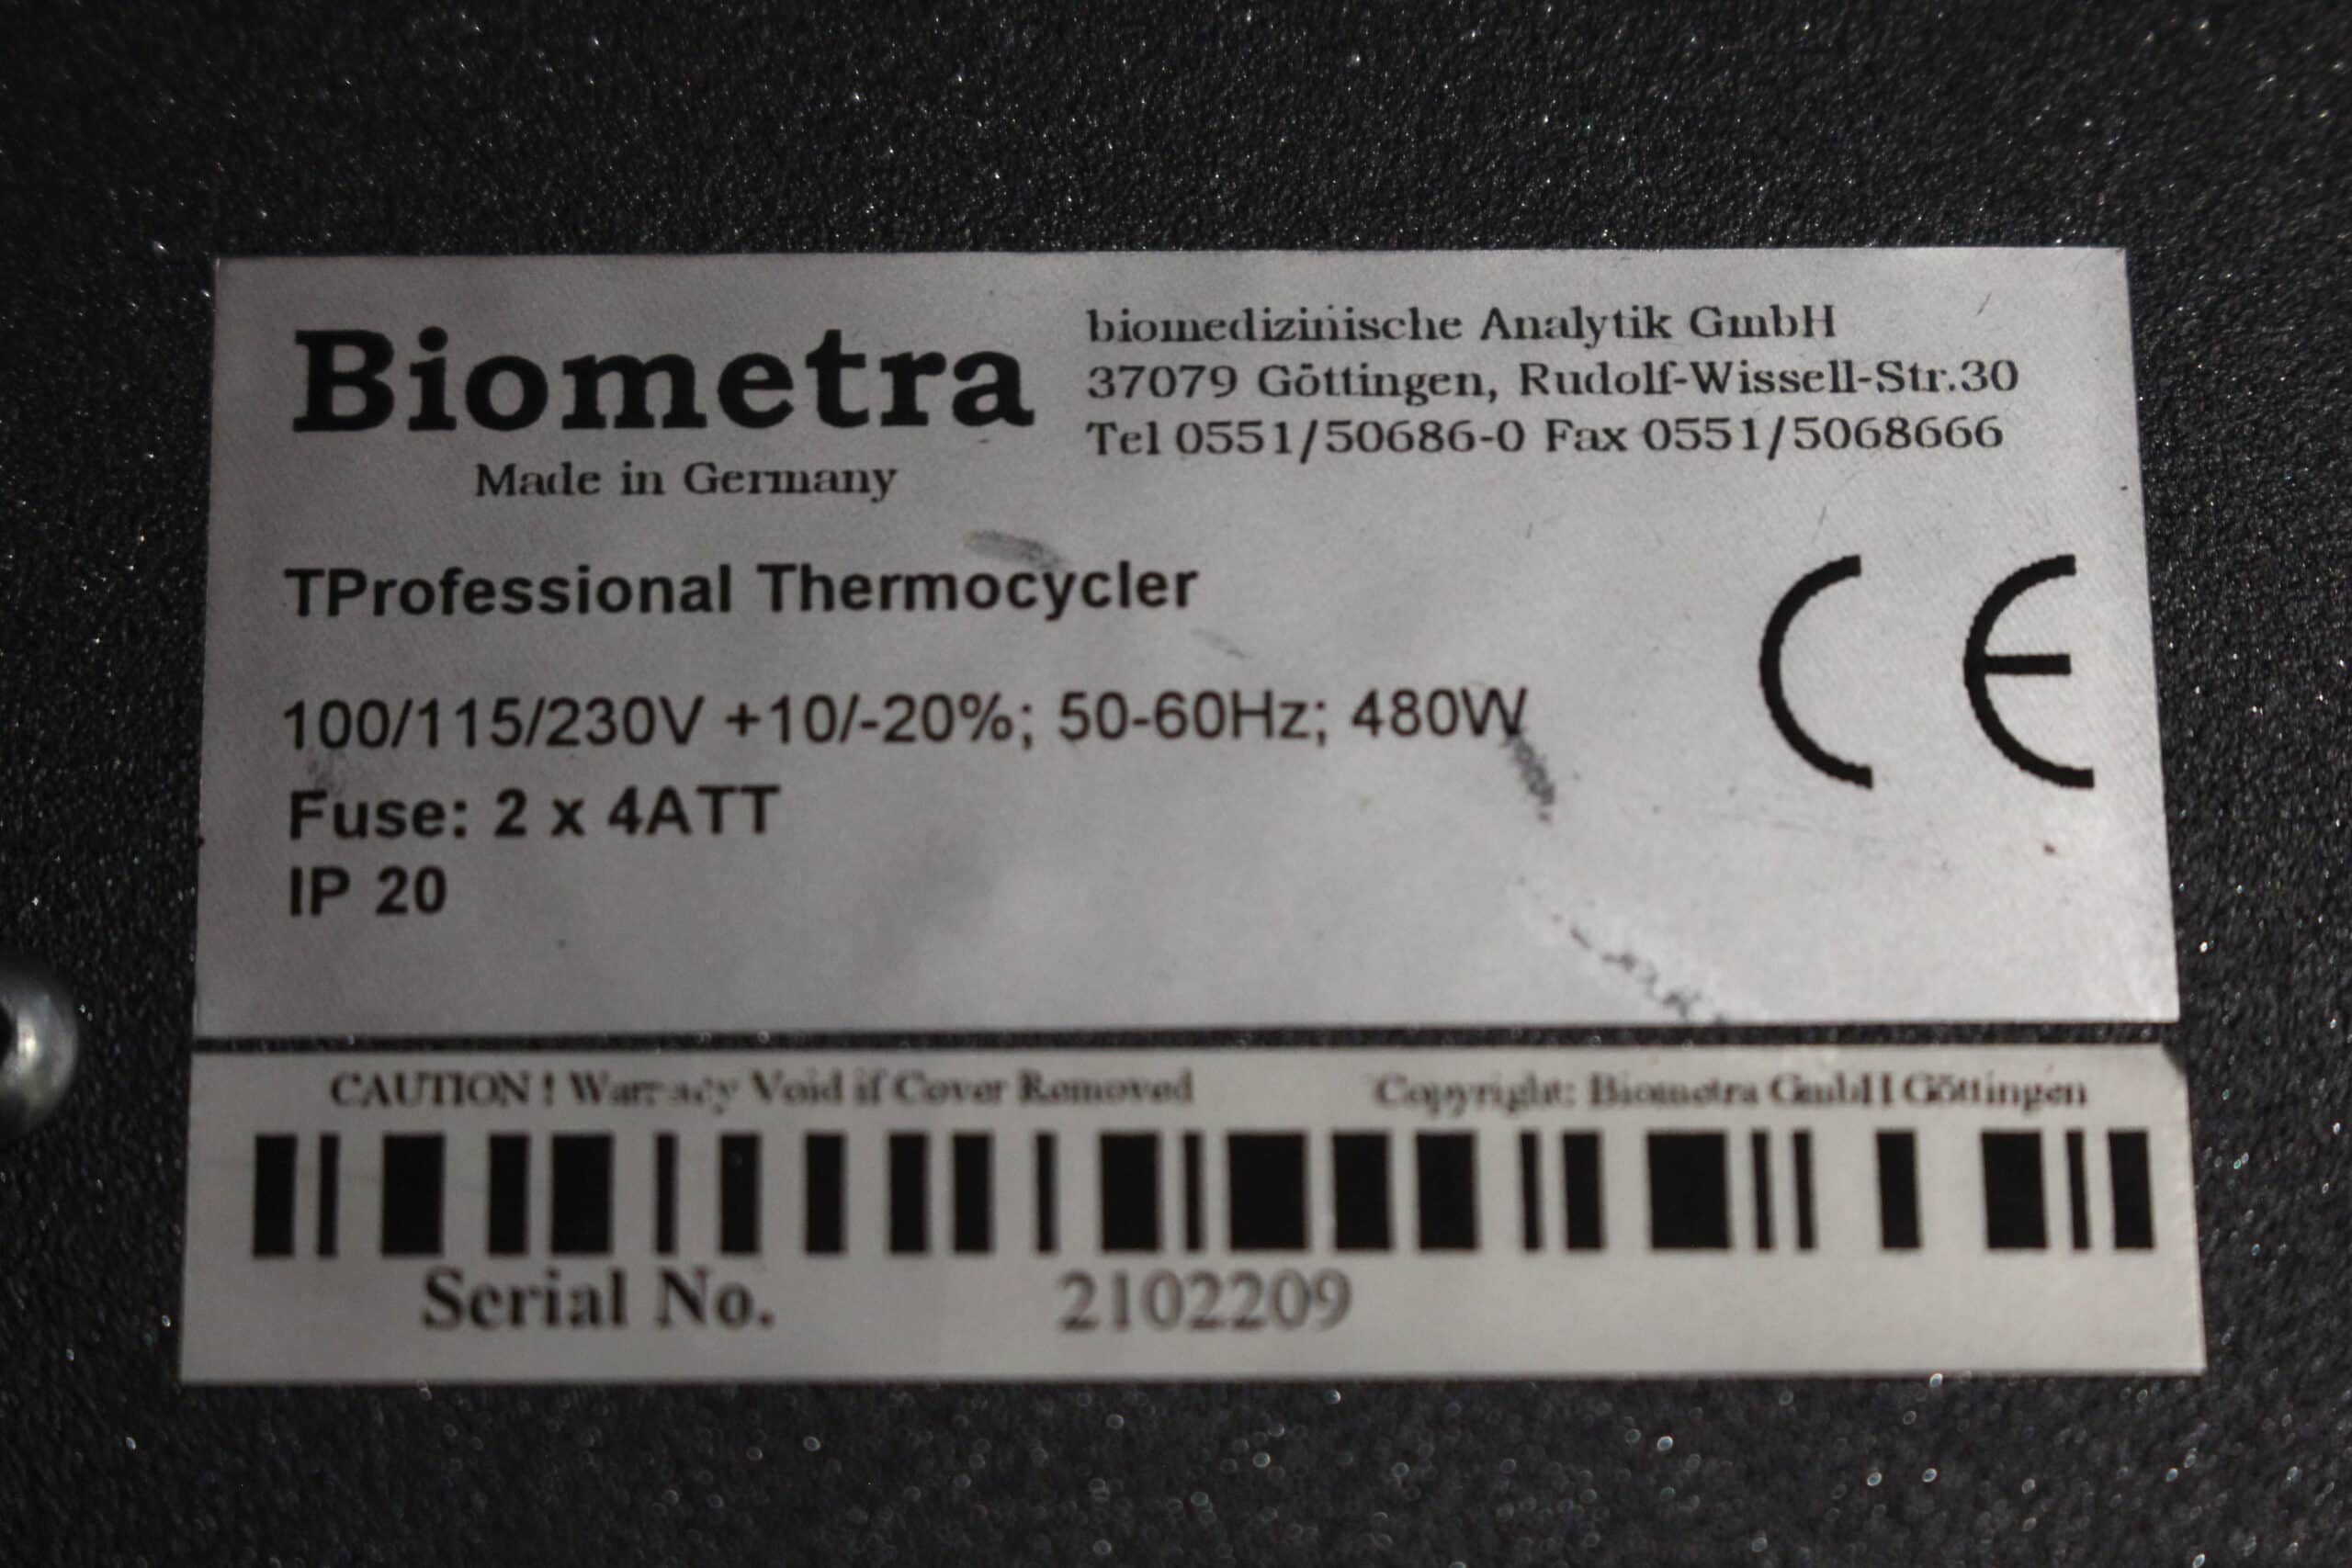 Biometra
Made in Germany
biomedizinische Analytik GmbH
37079 Göttingen, Rudolf-Wissell-Str.30
Tel 0551/50686-0 Fax 0551/5068666
TProfessional Thermocycler
100/115/230V +10/-20%; 50-60Hz; 480W
Fuse: 2 x 4ATT
IP 20
CE
CAUTION ! Void if Cover Removed
Copyright: Biometra GmbH Göttingen
Serial No. 2102209